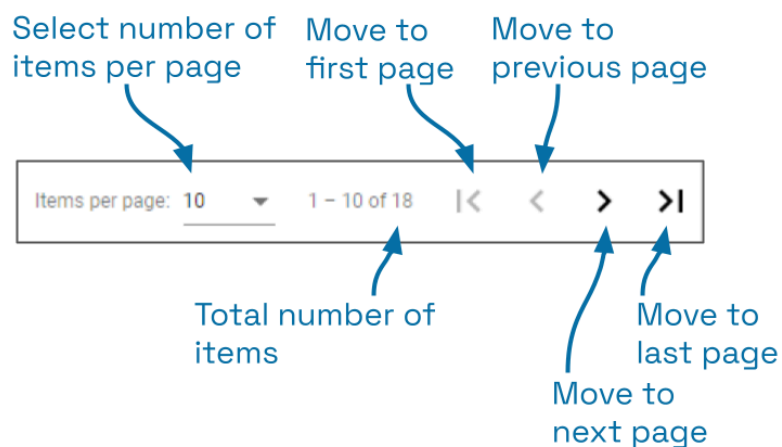 Select number of
items per page
Move to
first page
Move to
previous page
Items per page: 10 1 – 10 of 18
Total number of
items
Move to
last page
Move to
next page